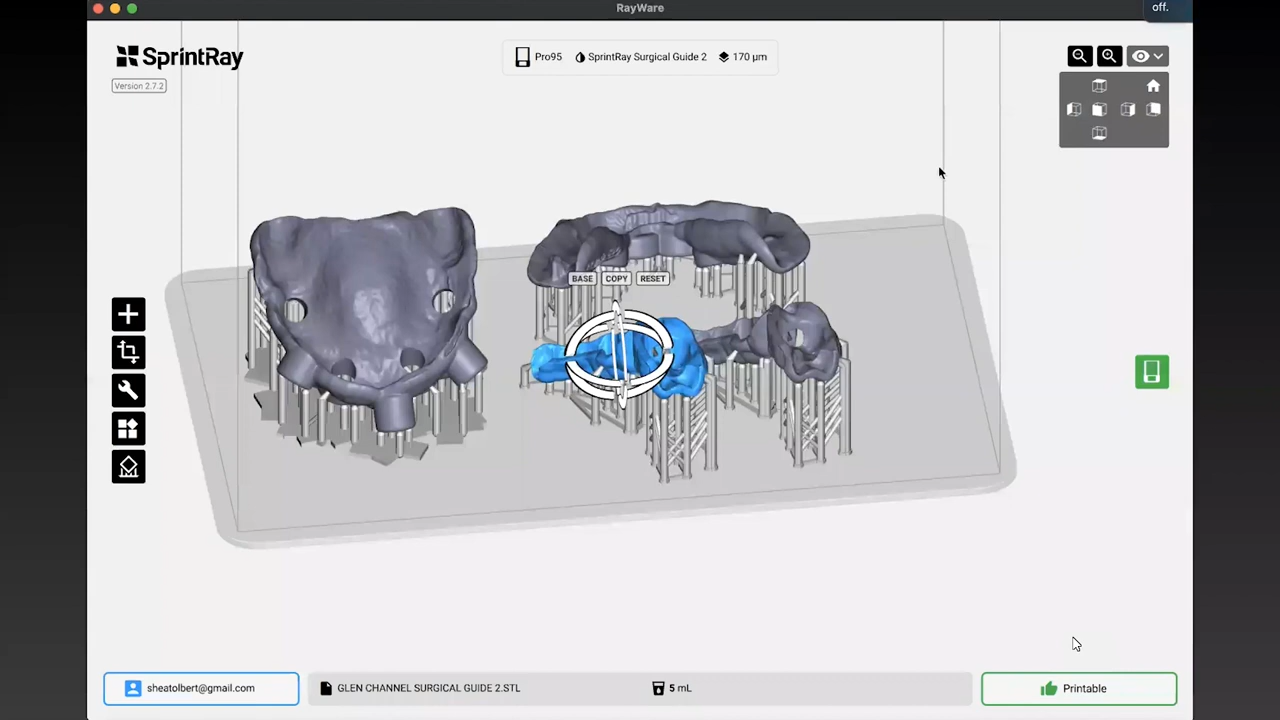 RayWare
off.
SprintRay
Version 2.7.2
Pro95 SprintRay Surgical Guide 2 170 µm
BASE COPY RESET
sheatolbert@gmail.com
GLEN CHANNEL SURGICAL GUIDE 2.STL
5 mL
Printable